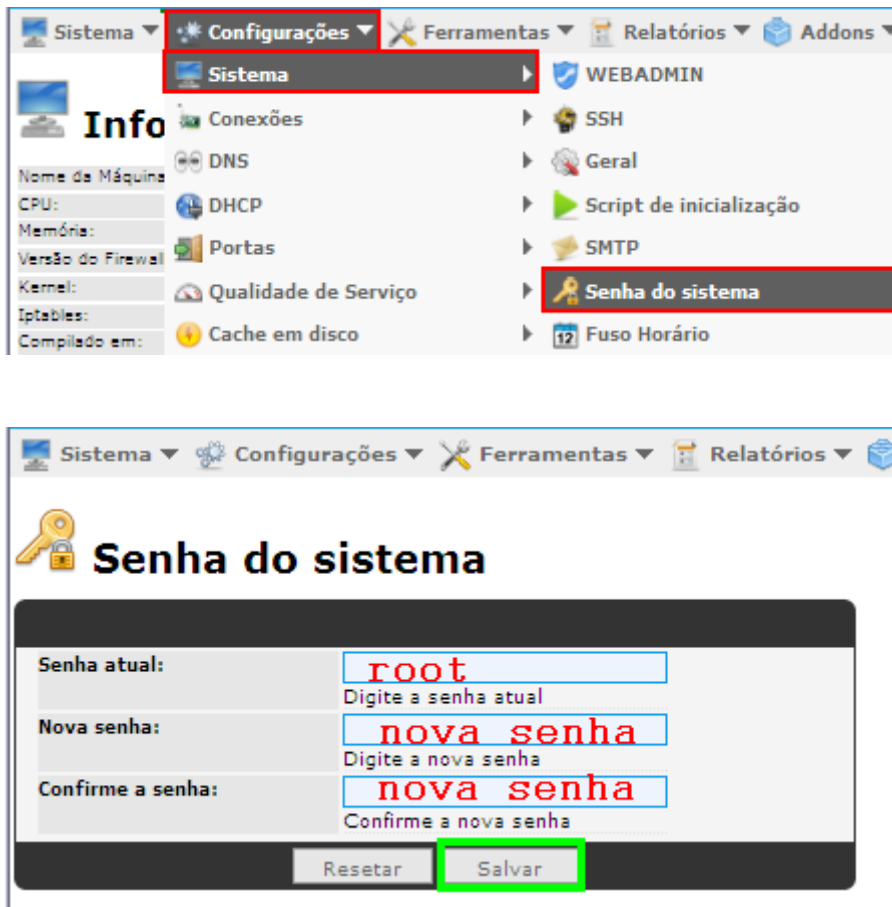 Sistema Configurações Ferramentas Relatórios Addons
Sistema WEBADMIN
Info
Conexões SSH
DNS Geral
Nome da Máquina
CPU: DHCP Script de inicialização
Memória:
Versão do Firewal Portas SMTP
Kernel: Qualidade de Serviço Senha do sistema
Iptables:
Compilado em: Cache em disco 12 Fuso Horário
Sistema Configurações Ferramentas Relatórios
Senha do sistema
Senha atual: root
Digite a senha atual
Nova senha: nova senha
Digite a nova senha
Confirme a senha: nova senha
Confirme a nova senha
Resetar Salvar